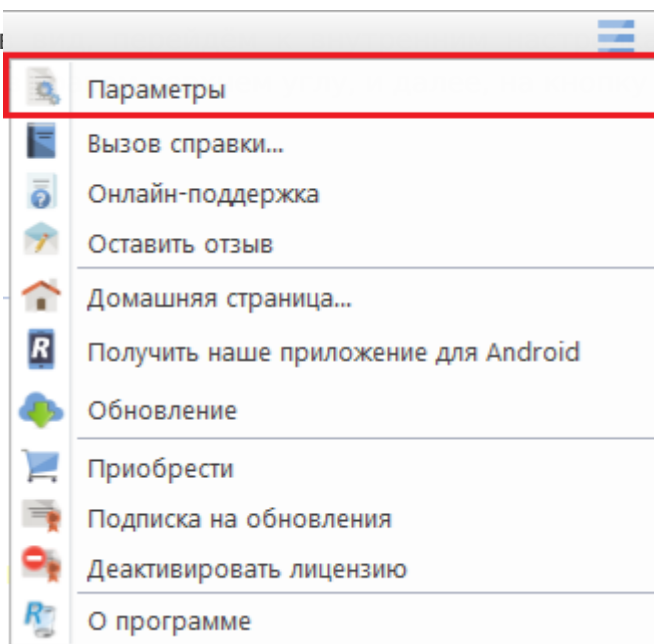 Параметры
Вызов справки...
Онлайн-поддержка
Оставить отзыв
Домашняя страница...
Получить наше приложение для Android
Обновление
Приобрести
Подписка на обновления
Деактивировать лицензию
О программе